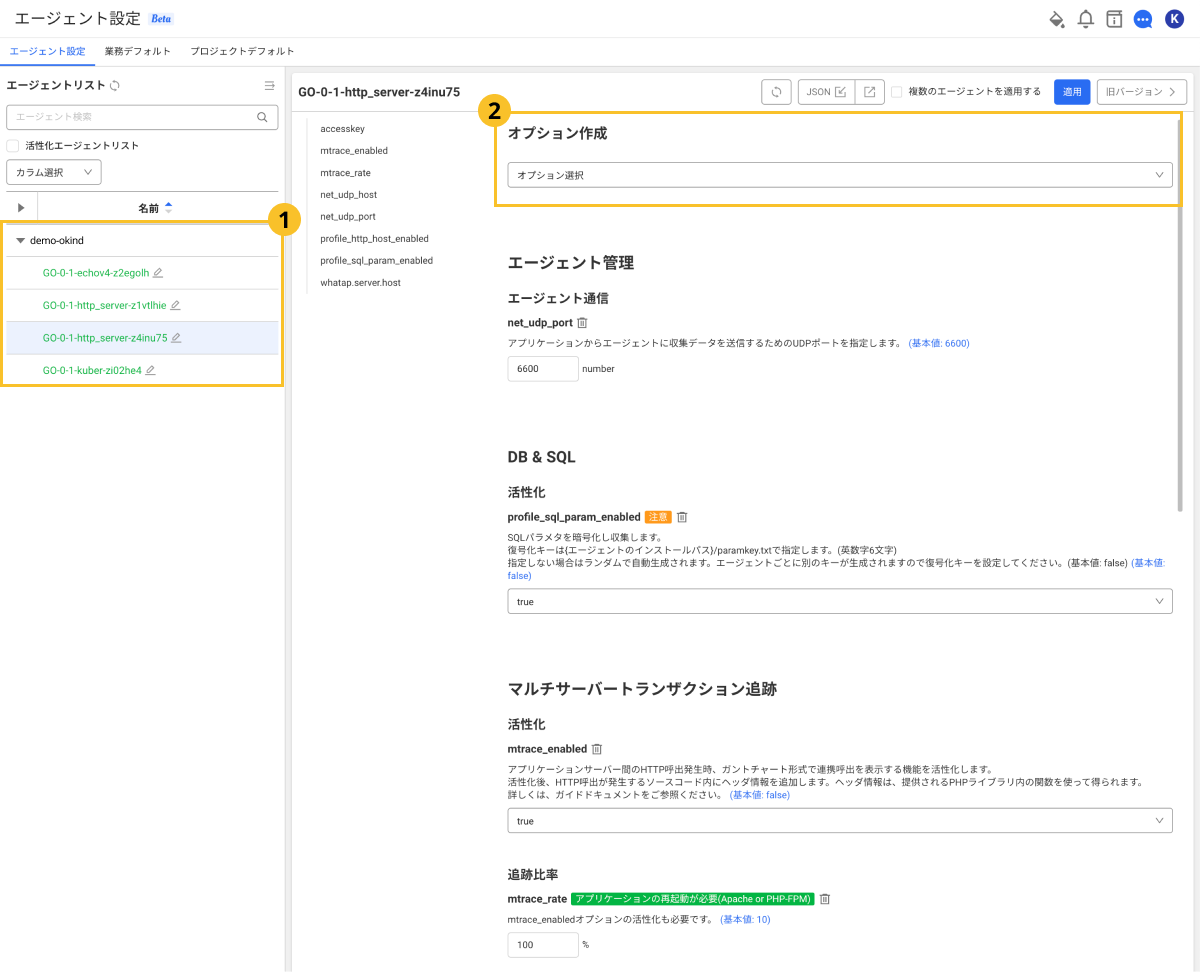 エージェント設定 Beta
K
エージェント設定 業務デフォルト プロジェクトデフォルト
エージェントリスト
エージェント検索
活性化エージェントリスト
カラム選択
名前
1
demo-okind
GO-0-1-echov4-z2egolh
GO-0-1-http_server-z1vtlhie
GO-0-1-http_server-z4inu75
GO-0-1-kuber-zi02he4
GO-0-1-http_server-z4inu75
JSON
複数のエージェントを適用する
適用
旧バージョン
accesskey
mtrace_enabled
mtrace_rate
net_udp_host
net_udp_port
profile_http_host_enabled
profile_sql_param_enabled
whatap.server.host
2
オプション作成
オプション選択
エージェント管理
エージェント通信
net_udp_port
アプリケーションからエージェントに収集データを送信するためのUDPポートを指定します。 (基本値: 6600)
6600 number
DB & SQL
活性化
profile_sql_param_enabled 注意
SQLパラメタを暗号化し収集します。
復号化キーは{エージェントのインストールパス}/paramkey.txtで指定します。(英数字6文字)
指定しない場合はランダムで自動生成されます。エージェントごとに別のキーが生成されますので復号化キーを設定してください。(基本値: false) (基本値:
false)
true
マルチサーバートランザクション追跡
活性化
mtrace_enabled
アプリケーションサーバー間のHTTP呼出発生時、ガントチャート形式で連携呼出を表示する機能を活性化します。
活性化後、HTTP呼出が発生するソースコード内にヘッダ情報を追加します。ヘッダ情報は、提供されるPHPライブラリ内の関数を使って得られます。
詳しくは、ガイドドキュメントをご参照ください。 (基本値: false)
true
追跡比率
mtrace_rate アプリケーションの再起動が必要(Apache or PHP-FPM)
mtrace_enabledオプションの活性化も必要です。 (基本値: 10)
100 %